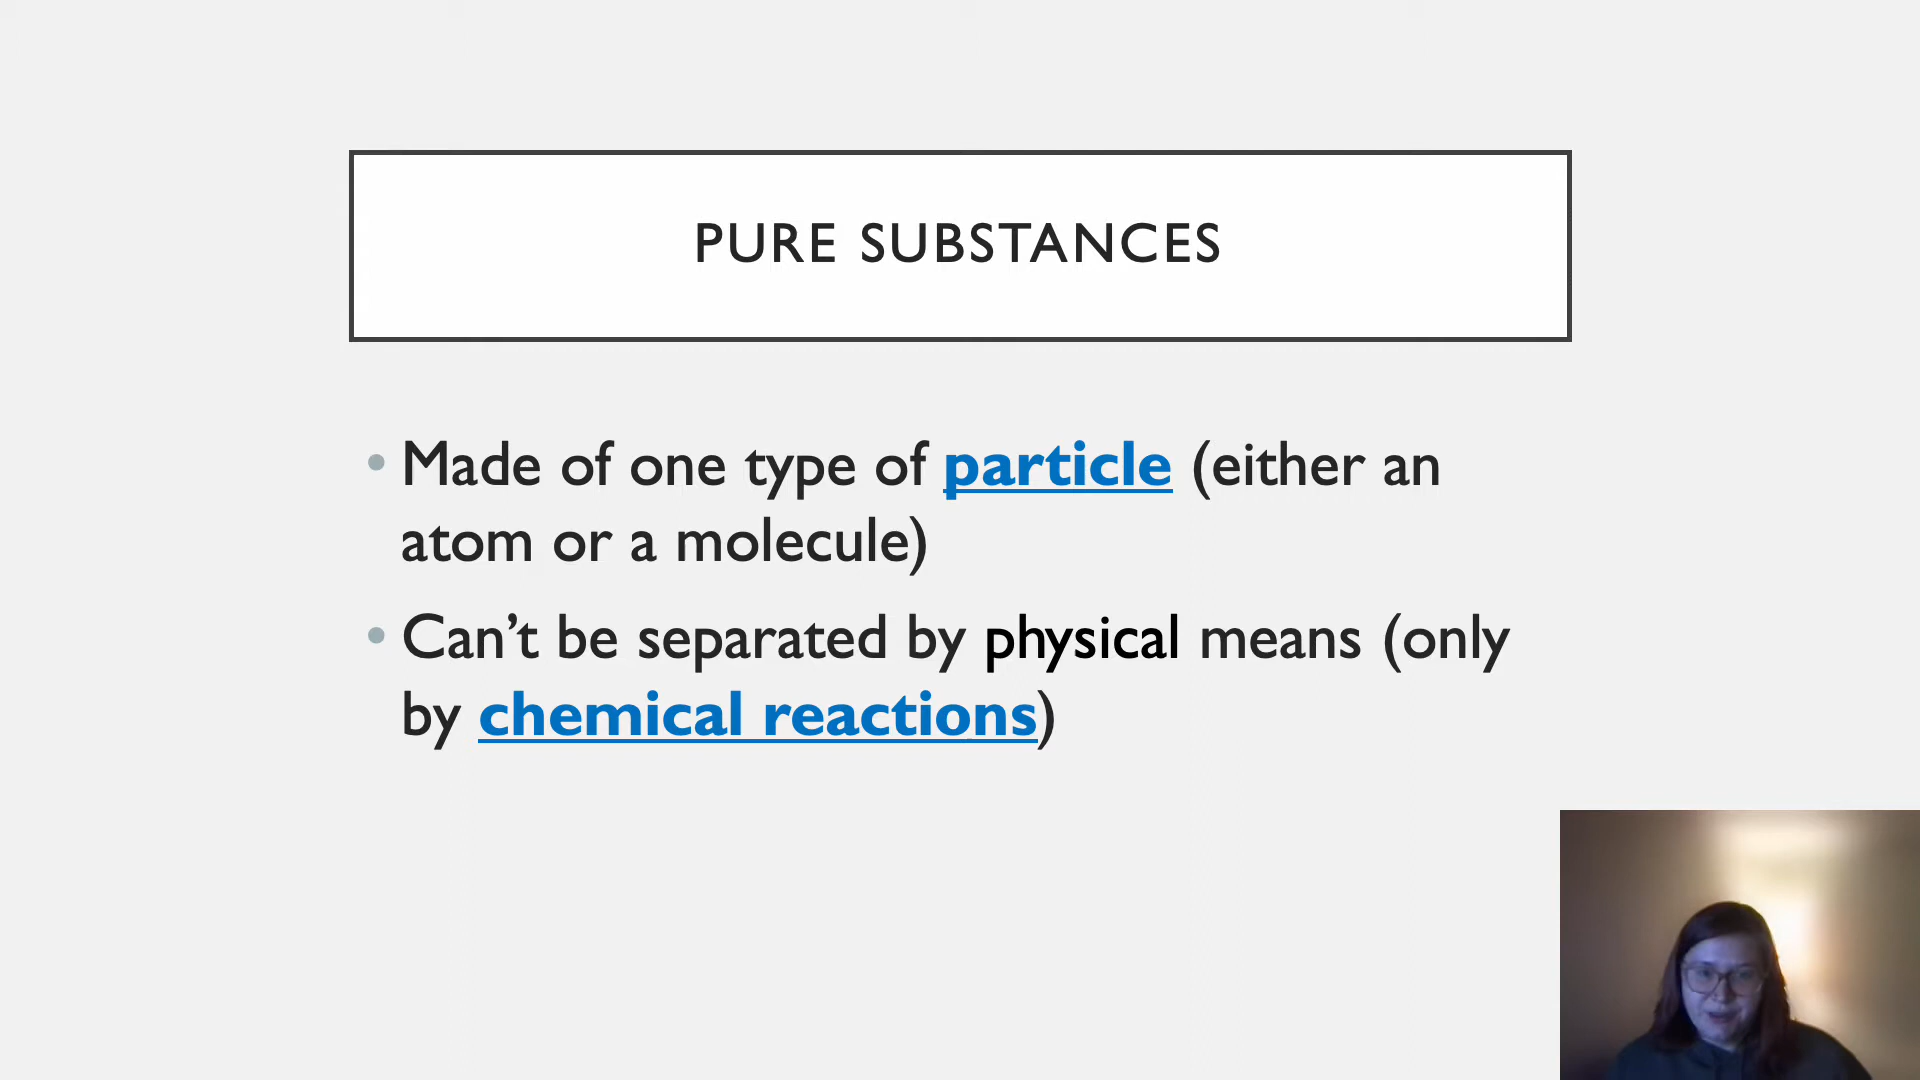 PURE SUBSTANCES
• Made of one type of particle (either an
atom or a molecule)
• Can’t be separated by physical means (only
by chemical reactions)